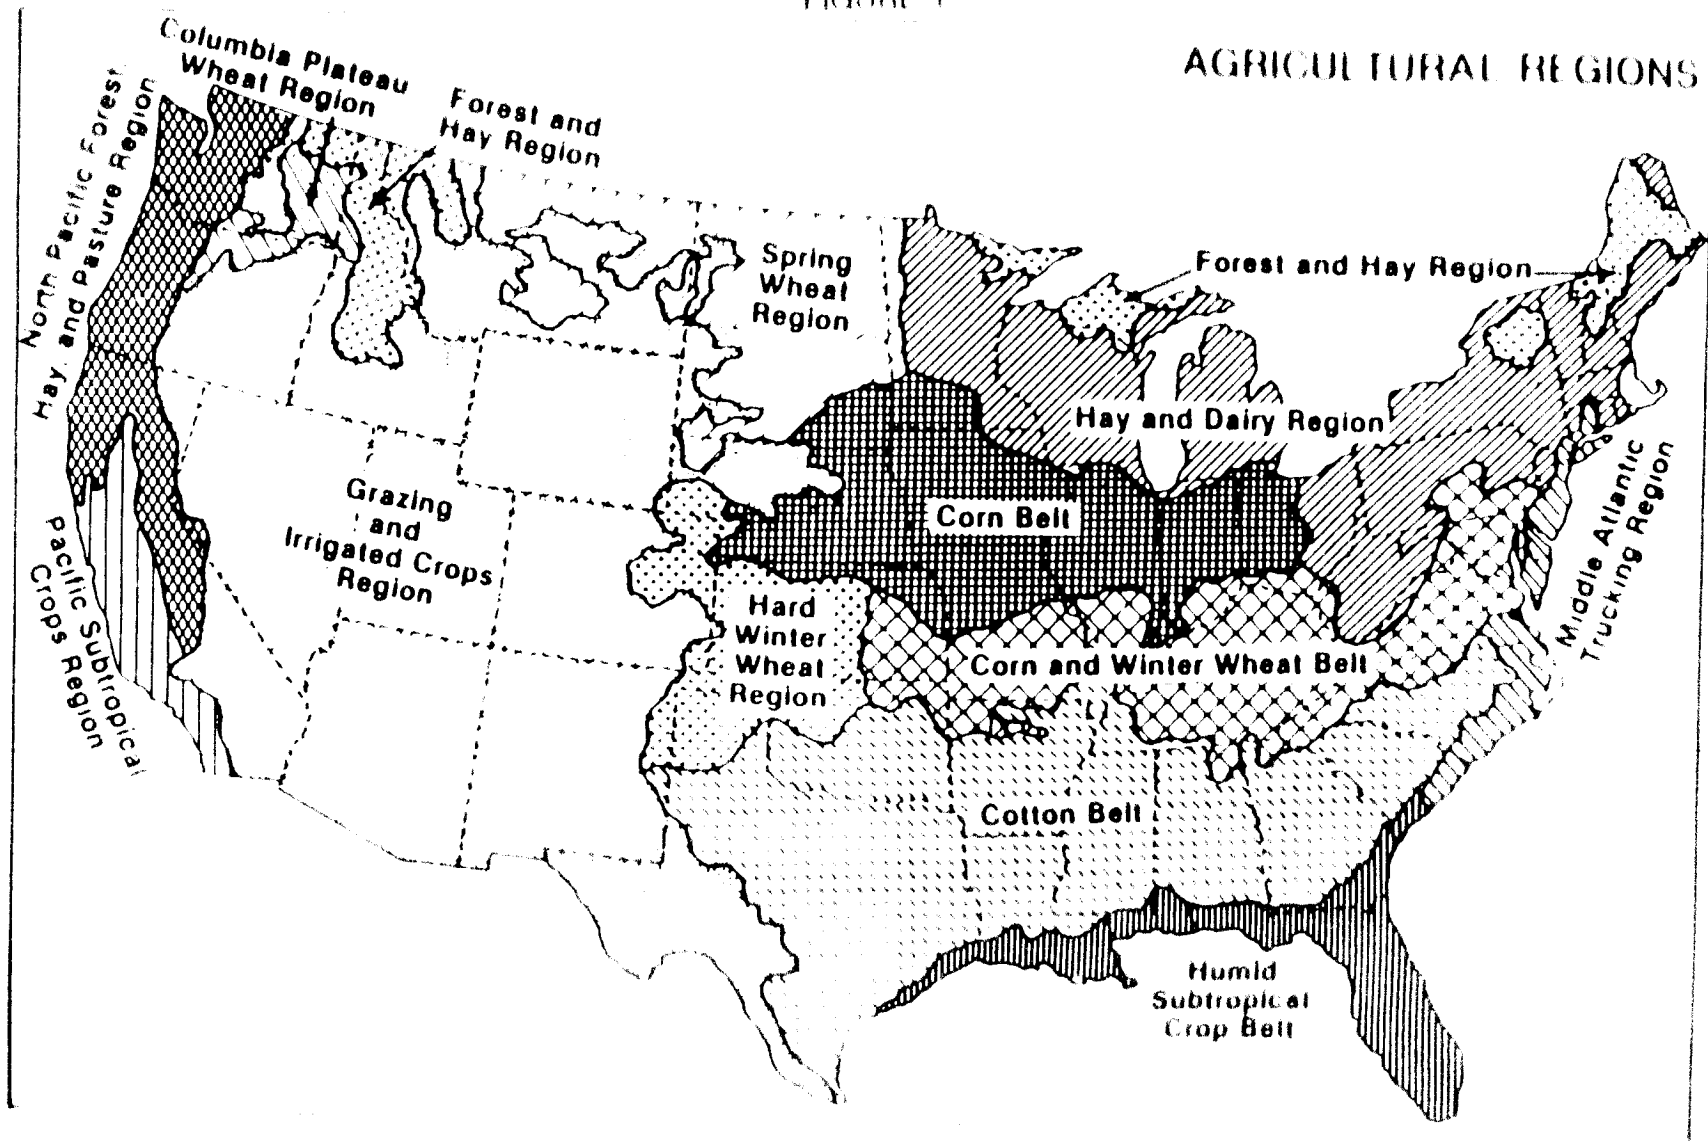 AGRICULTURAL REGIONS
Columbia Plateau
Wheat Region
Forest and
Hay Region
North Pacific Forest
Hay, and Pasture Region
Spring
Wheat
Region
Forest and Hay Region
Hay and Dairy Region
Corn Belt
Grazing
and
Irrigated Crops
Region
Pacific Subtropical
Crops Region
Hard
Winter
Wheat
Region
Corn and Winter Wheat Belt
Middle Atlantic
Trucking Region
Cotton Belt
Humid
Subtropical
Crop Belt